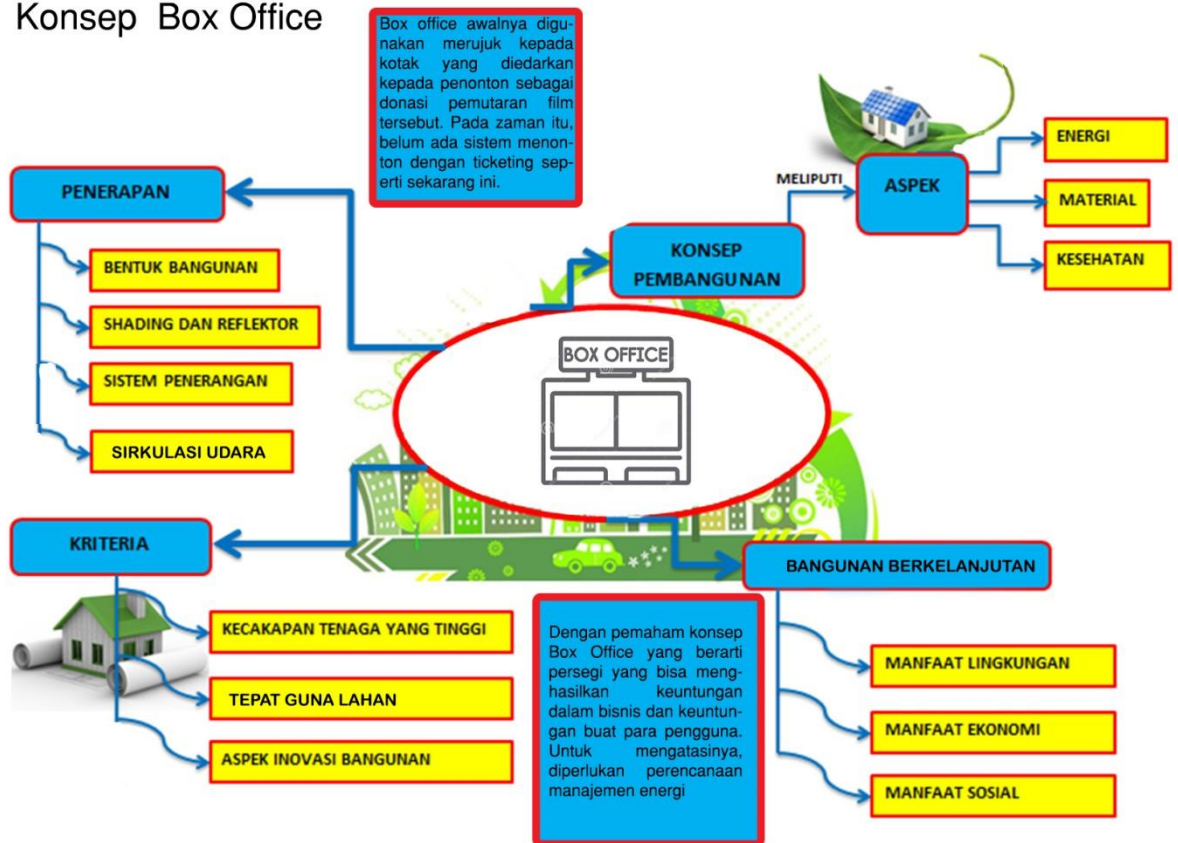 Konsep Box Office
Box office awalnya digu-
nakan merujuk kepada
kotak yang diedarkan
kepada penonton sebagai
donasi pemutaran film
tersebut. Pada zaman itu,
belum ada sistem menon-
ton dengan ticketing sep-
erti sekarang ini.
PENERAPAN
BENTUK BANGUNAN
SHADING DAN REFLEKTOR
SISTEM PENERANGAN
SIRKULASI UDARA
KONSEP
PEMBANGUNAN
MELIPUTI
ASPEK
ENERGI
MATERIAL
KESEHATAN
BOX OFFICE
KRITERIA
KECAKAPAN TENAGA YANG TINGGI
TEPAT GUNA LAHAN
ASPEK INOVASI BANGUNAN
Dengan pemaham konsep
Box Office yang berarti
persegi yang bisa meng-
hasilkan keuntungan
dalam bisnis dan keuntun-
gan buat para pengguna.
Untuk mengatasinya,
diperlukan perencanaan
manajemen energi
BANGUNAN BERKELANJUTAN
MANFAAT LINGKUNGAN
MANFAAT EKONOMI
MANFAAT SOSIAL